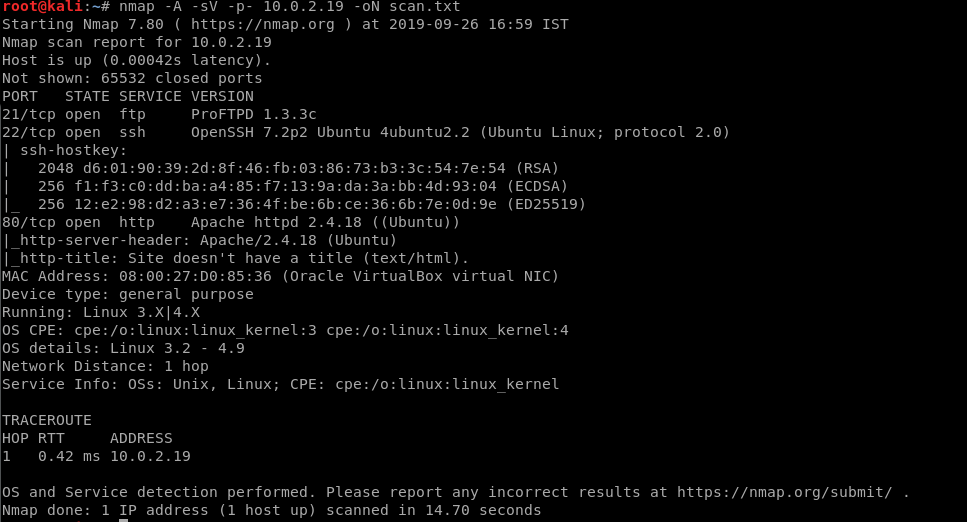 root@kali:~# nmap -A -sV -p- 10.0.2.19 -oN scan.txt
Starting Nmap 7.80 ( https://nmap.org ) at 2019-09-26 16:59 IST
Nmap scan report for 10.0.2.19
Host is up (0.00042s latency).
Not shown: 65532 closed ports
PORT   STATE SERVICE VERSION
21/tcp open  ftp     ProFTPD 1.3.3c
22/tcp open  ssh     OpenSSH 7.2p2 Ubuntu 4ubuntu2.2 (Ubuntu Linux; protocol 2.0)
| ssh-hostkey:
|   2048 d6:01:90:39:2d:8f:46:fb:03:86:73:b3:3c:54:7e:54 (RSA)
|   256 f1:f3:c0:dd:ba:a4:85:f7:13:9a:da:3a:bb:4d:93:04 (ECDSA)
|_  256 12:e2:98:d2:a3:e7:36:4f:be:6b:ce:36:6b:7e:0d:9e (ED25519)
80/tcp open  http    Apache httpd 2.4.18 ((Ubuntu))
|_http-server-header: Apache/2.4.18 (Ubuntu)
|_http-title: Site doesn't have a title (text/html).
MAC Address: 08:00:27:D0:85:36 (Oracle VirtualBox virtual NIC)
Device type: general purpose
Running: Linux 3.X|4.X
OS CPE: cpe:/o:linux:linux_kernel:3 cpe:/o:linux:linux_kernel:4
OS details: Linux 3.2 - 4.9
Network Distance: 1 hop
Service Info: OSs: Unix, Linux; CPE: cpe:/o:linux:linux_kernel

TRACEROUTE
HOP RTT     ADDRESS
1   0.42 ms 10.0.2.19

OS and Service detection performed. Please report any incorrect results at https://nmap.org/submit/ .
Nmap done: 1 IP address (1 host up) scanned in 14.70 seconds